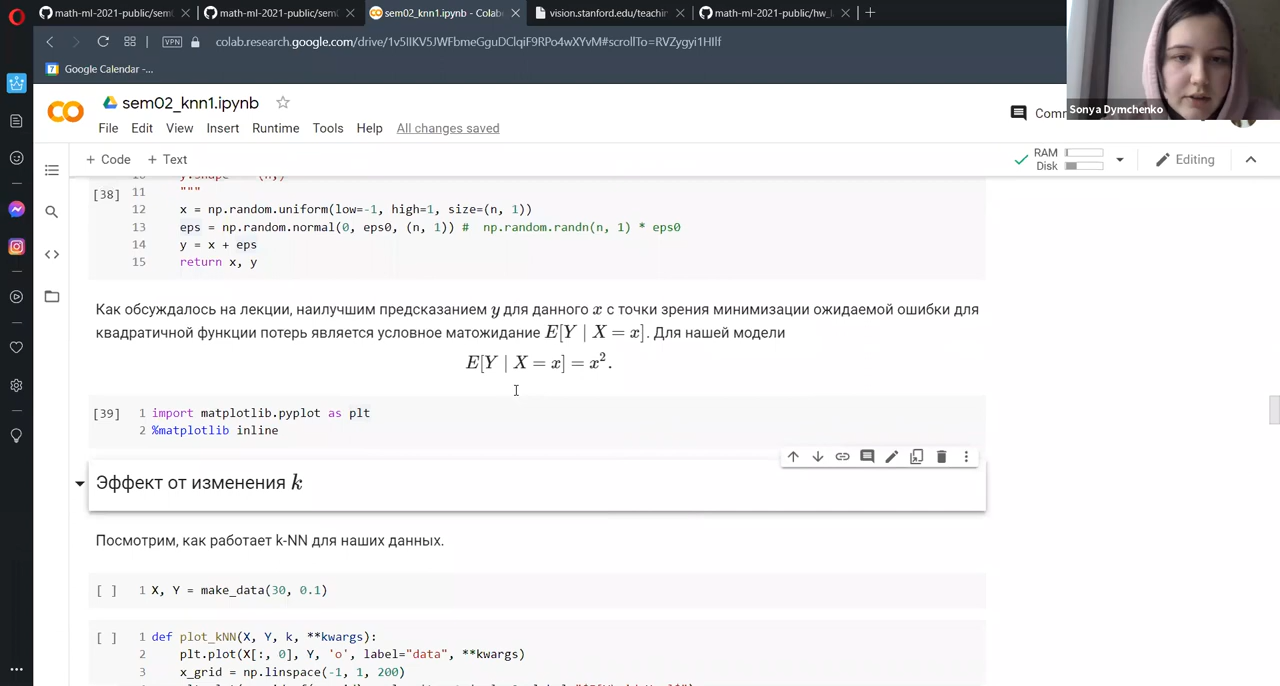 math-ml-2021-public/sem
math-ml-2021-public/sem0
sem02_knn1.ipynb - Colab
vision.stanford.edu/teachin
math-ml-2021-public/hw_
VPN
colab.research.google.com/drive/1v5IIKV5JWFbmeGguDClqiF9RPo4wXYvM#scrollTo=RVZygyi1HIlf
7 Google Calendar -...
sem02_knn1.ipynb
Sonya Dymchenko
File Edit View Insert Runtime Tools Help All changes saved
Comm
+ Code + Text
RAM
Disk
Editing
[38] 11 """
12 x = np.random.uniform(low=-1, high=1, size=(n, 1))
13 eps = np.random.normal(0, eps0, (n, 1)) # np.random.randn(n, 1) * eps0
14 y = x + eps
15 return x, y
Как обсуждалось на лекции, наилучшим предсказанием y для данного x с точки зрения минимизации ожидаемой ошибки для
квадратичной функции потерь является условное матожидание E[Y | X = x]. Для нашей модели
E[Y | X = x] = x².
[39] 1 import matplotlib.pyplot as plt
2 %matplotlib inline
Эффект от изменения k
Посмотрим, как работает k-NN для наших данных.
[ ] 1 X, Y = make_data(30, 0.1)
[ ] 1 def plot_kNN(X, Y, k, **kwargs):
2 plt.plot(X[:, 0], Y, 'o', label="data", **kwargs)
3 x_grid = np.linspace(-1, 1, 200)